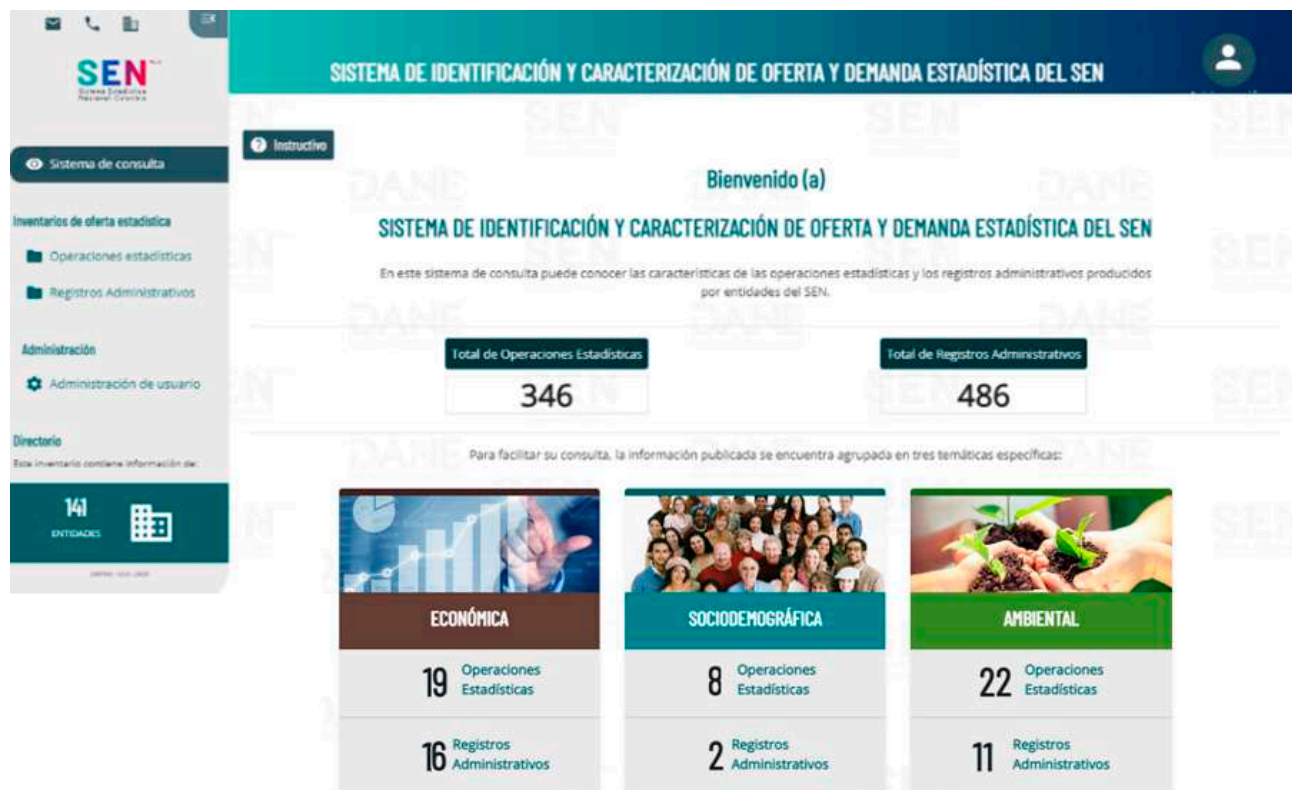 SEN
Sistema Estadístico
Nacional Colombia
SISTEMA DE IDENTIFICACIÓN Y CARACTERIZACIÓN DE OFERTA Y DEMANDA ESTADÍSTICA DEL SEN
Instructivo
Sistema de consulta
Inventarios de oferta estadística
Operaciones estadísticas
Registros Administrativos
Administración
Administración de usuario
Directorio
Este inventario contiene información de:
141
ENTIDADES
Bienvenido (a)
SISTEMA DE IDENTIFICACIÓN Y CARACTERIZACIÓN DE OFERTA Y DEMANDA ESTADÍSTICA DEL SEN
En este sistema de consulta puede conocer las características de las operaciones estadísticas y los registros administrativos producidos
por entidades del SEN.
Total de Operaciones Estadísticas
346
Total de Registros Administrativos
486
Para facilitar su consulta, la información publicada se encuentra agrupada en tres temáticas específicas:
ECONÓMICA
19 Operaciones
Estadísticas
16 Registros
Administrativos
SOCIODEMOGRÁFICA
8 Operaciones
Estadísticas
2 Registros
Administrativos
AMBIENTAL
22 Operaciones
Estadísticas
11 Registros
Administrativos